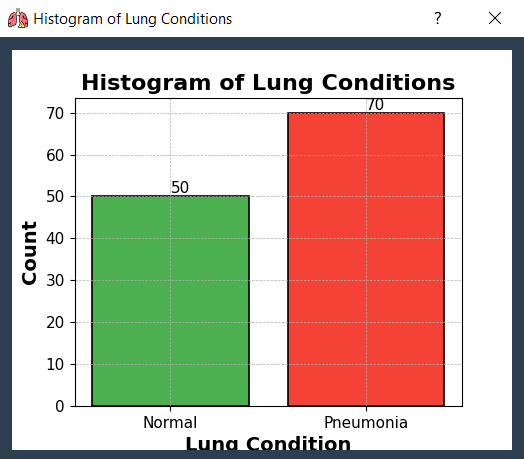 Histogram of Lung Conditions
?
Histogram of Lung Conditions
70
60
50
40
30
20
10
0
Count
50
70
Normal Pneumonia
Lung Condition